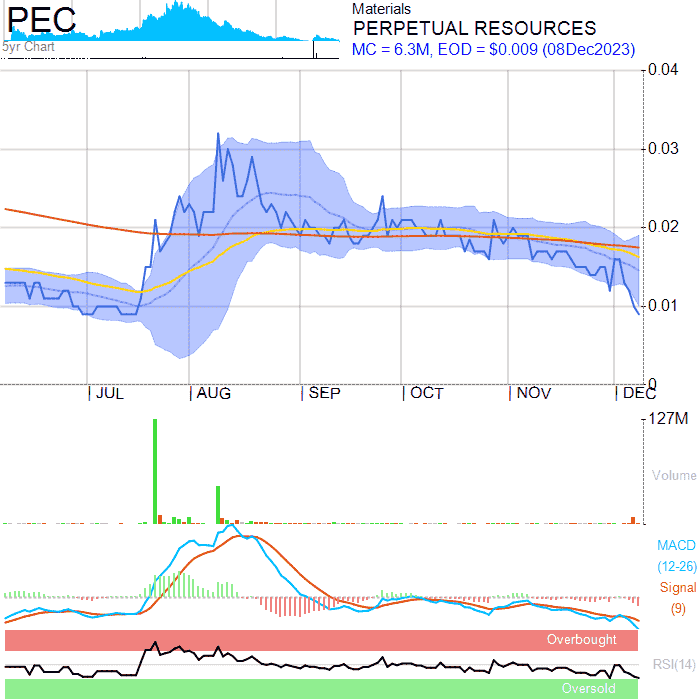 PEC
5yr Chart
Materials
PERPETUAL RESOURCES
MC = 6.3M, EOD = $0.009 (08Dec2023)
0.04
0.03
0.02
0.01
0
JUL AUG SEP OCT NOV DEC
127M
Volume
MACD
(12-26)
Signal
(9)
Overbought
RSI(14)
Oversold